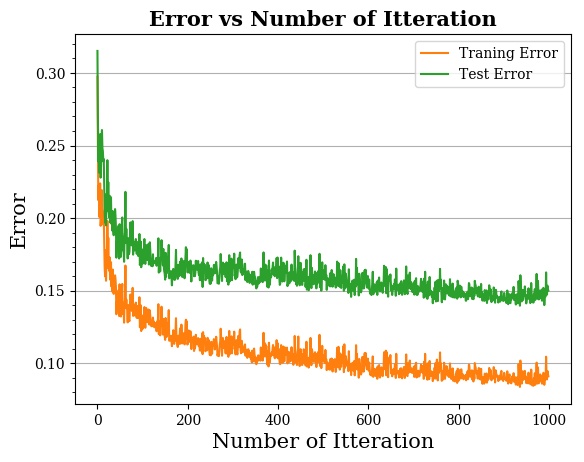 Error vs Number of Itteration
Traning Error
Test Error
Error
0.30
0.25
0.20
0.15
0.10
0 200 400 600 800 1000
Number of Itteration